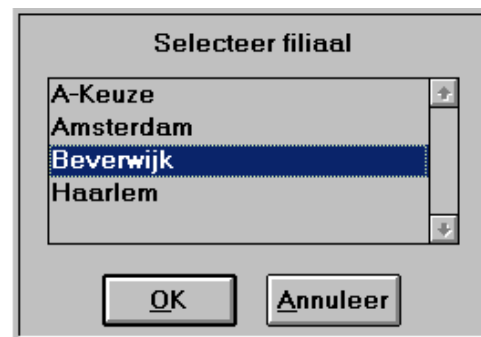 Selecteer filiaal
A-Keuze
Amsterdam
Beverwijk
Haarlem
OK Annuleer